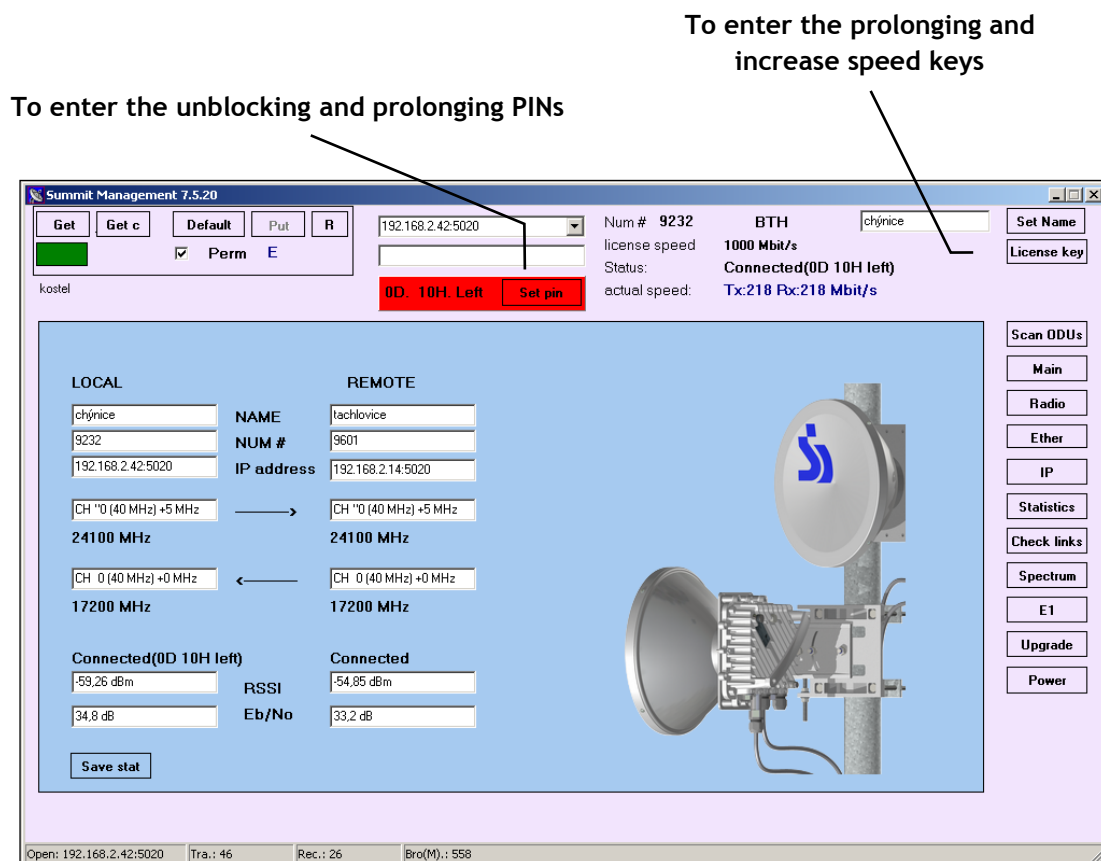 To enter the prolonging and
increase speed keys
To enter the unblocking and prolonging PINs
Summit Management 7.5.20
Get Get c Default Put R 192.168.2.42:5020 Num # 9232 BTH chýnice Set Name
Perm E license speed 1000 Mbit/s License key
Status: Connected(0D 10H left)
kostel 0D. 10H. Left Set pin actual speed: Tx:218 Rx:218 Mbit/s
Scan ODUs
Main
Radio
Ether
IP
Statistics
Check links
Spectrum
E1
Upgrade
Power
LOCAL REMOTE
chýnice NAME tachlovice
9232 NUM # 9601
192.168.2.42:5020 IP address 192.168.2.14:5020
CH "0 (40 MHz) +5 MHz CH "0 (40 MHz) +5 MHz
24100 MHz 24100 MHz
CH 0 (40 MHz) +0 MHz CH 0 (40 MHz) +0 MHz
17200 MHz 17200 MHz
Connected(0D 10H left) Connected
-59,26 dBm RSSI -54,85 dBm
34,8 dB Eb/No 33,2 dB
Save stat
Open: 192.168.2.42:5020 Tra.: 46 Rec.: 26 Bro(M).: 558